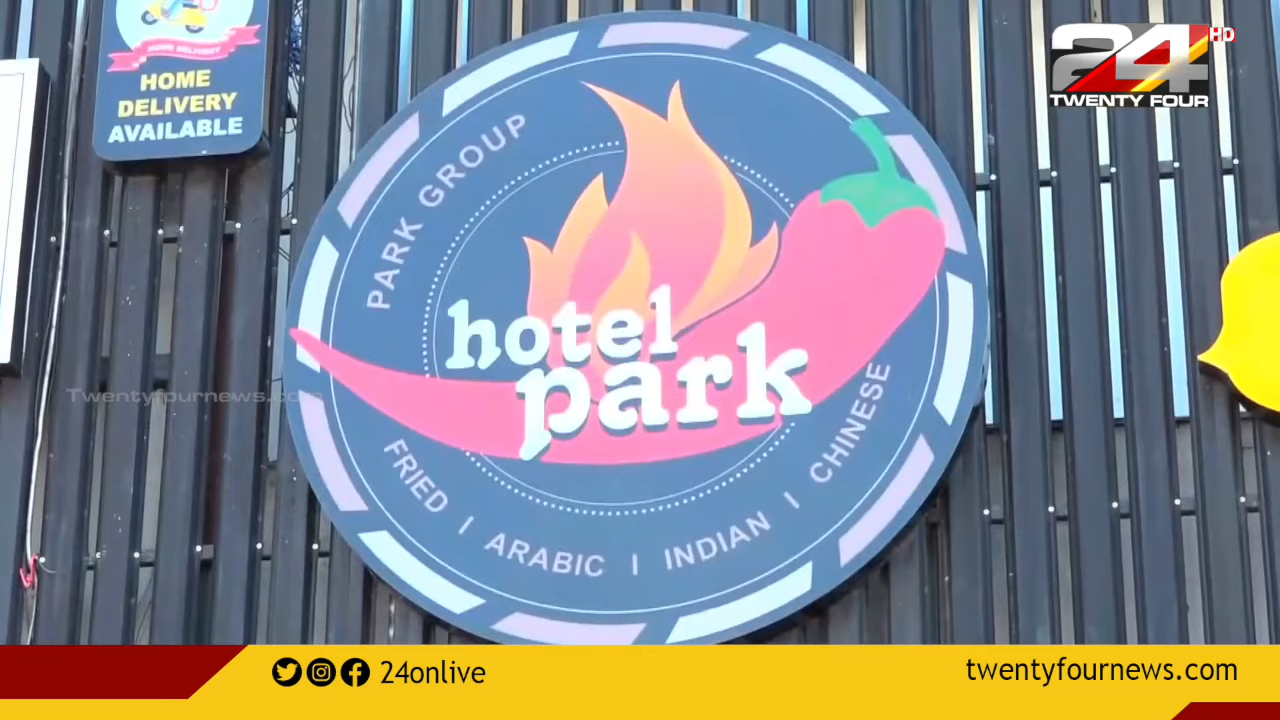 24 HD
TWENTY FOUR
HOME DELIVERY
HOME
DELIVERY
AVAILABLE
PARK GROUP
hotel
park
FRIED | ARABIC | INDIAN | CHINESE
Twentyfournews.com
24onlive
twentyfournews.com